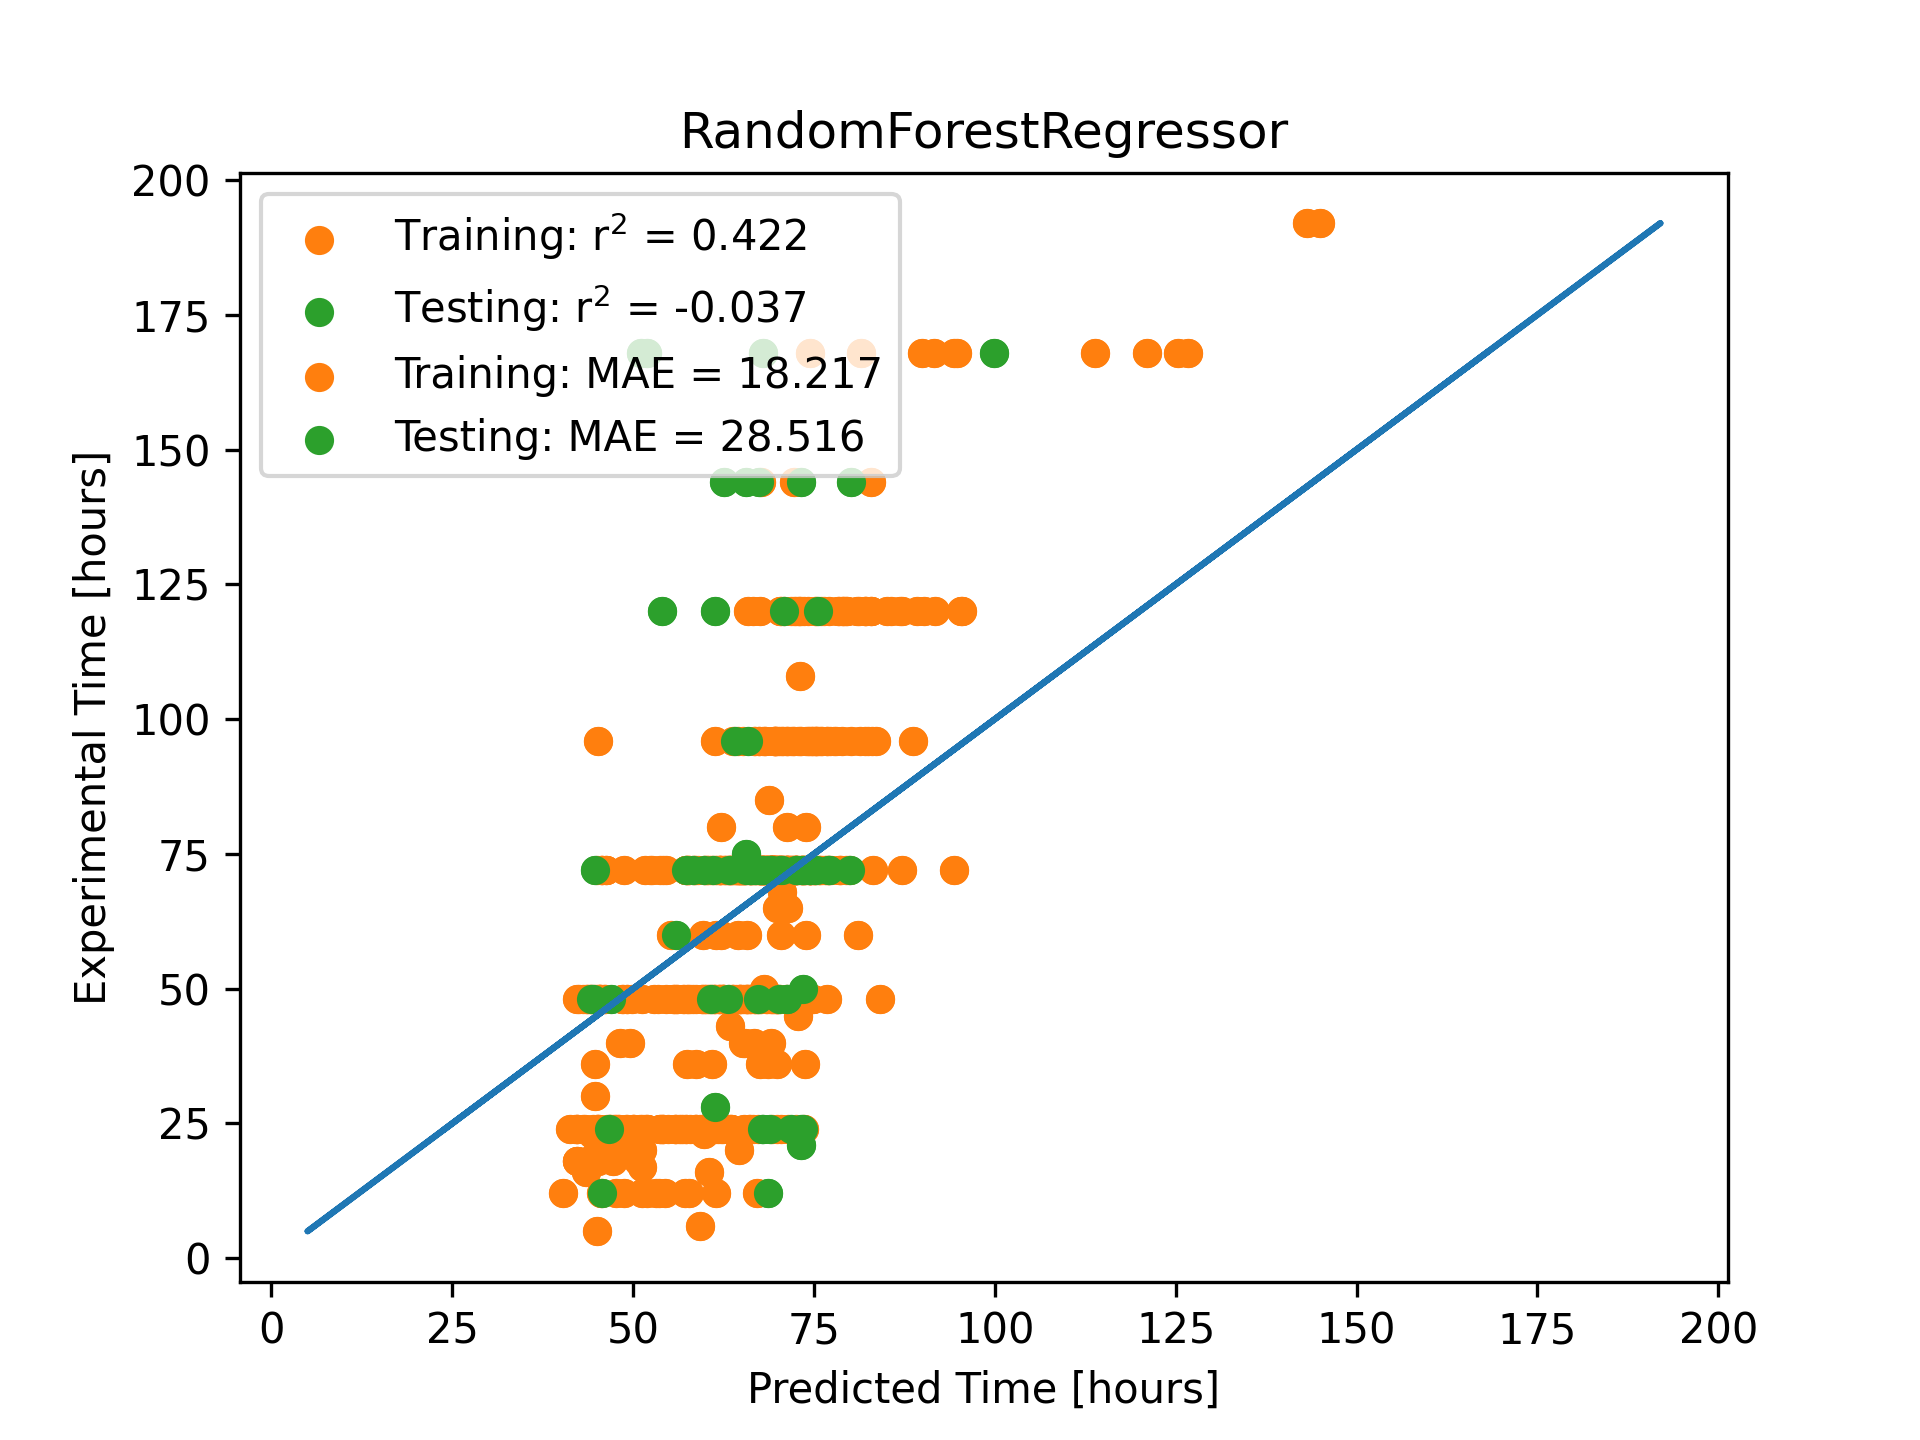 RandomForestRegressor
Training: r² = 0.422
Testing: r² = -0.037
Training: MAE = 18.217
Testing: MAE = 28.516
Experimental Time [hours]
200
175
150
125
100
75
50
25
0
0 25 50 75 100 125 150 175 200
Predicted Time [hours]